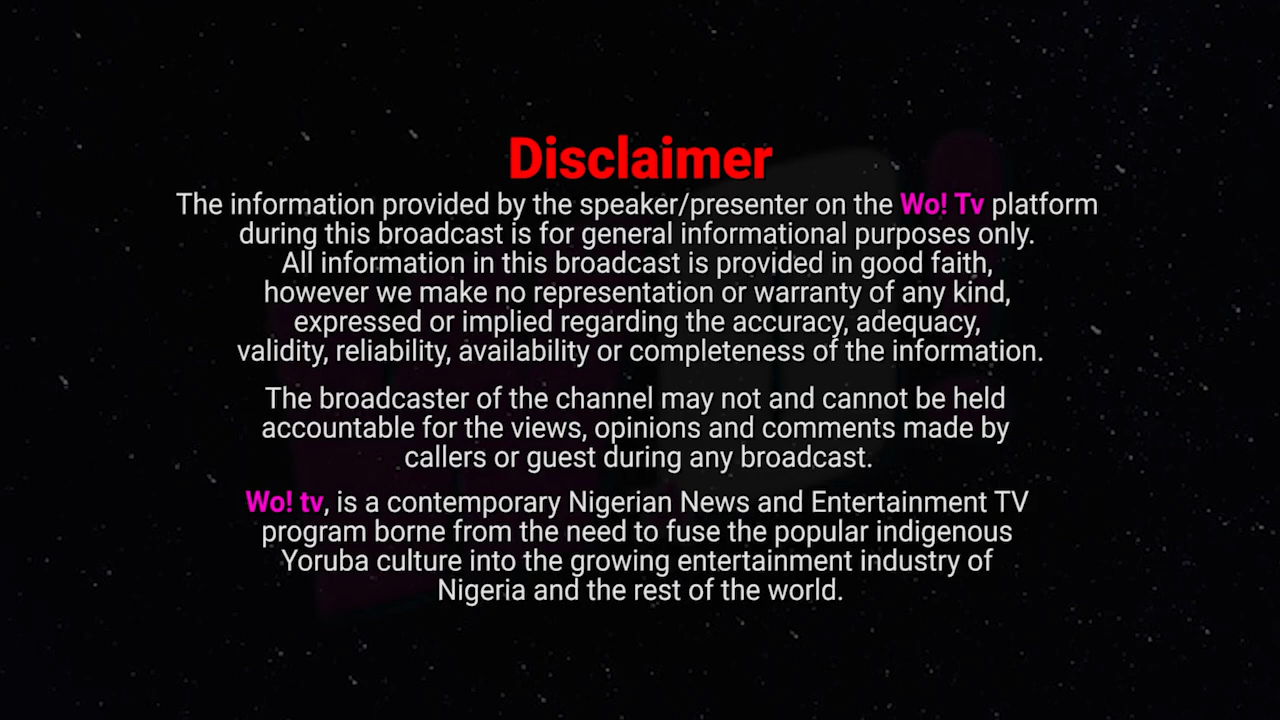 Disclaimer
The information provided by the speaker/presenter on the Wo! Tv platform
during this broadcast is for general informational purposes only.
All information in this broadcast is provided in good faith,
however we make no representation or warranty of any kind,
expressed or implied regarding the accuracy, adequacy,
validity, reliability, availability or completeness of the information.
The broadcaster of the channel may not and cannot be held
accountable for the views, opinions and comments made by
callers or guest during any broadcast.
Wo! tv, is a contemporary Nigerian News and Entertainment TV
program borne from the need to fuse the popular indigenous
Yoruba culture into the growing entertainment industry of
Nigeria and the rest of the world.